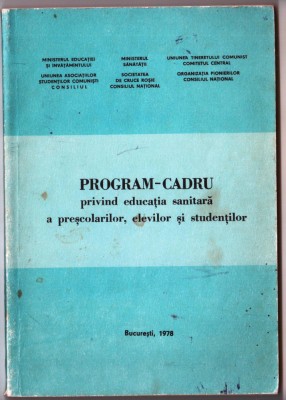 MINISTERUL EDUCAȚIEI
ȘI ÎNVĂȚĂMÎNTULUI
UNIUNEA ASOCIAȚIILOR
STUDENȚILOR COMUNIȘTI
CONSILIUL
MINISTERUL
SĂNĂTĂȚII
SOCIETATEA
DE CRUCE ROȘIE
CONSILIUL NAȚIONAL
UNIUNEA TINERETULUI COMUNIST
COMITETUL CENTRAL
ORGANIZAȚIA PIONIERILOR
CONSILIUL NAȚIONAL
PROGRAM-CADRU
privind educația sanitară
a preșcolarilor, elevilor și studenților
București, 1978